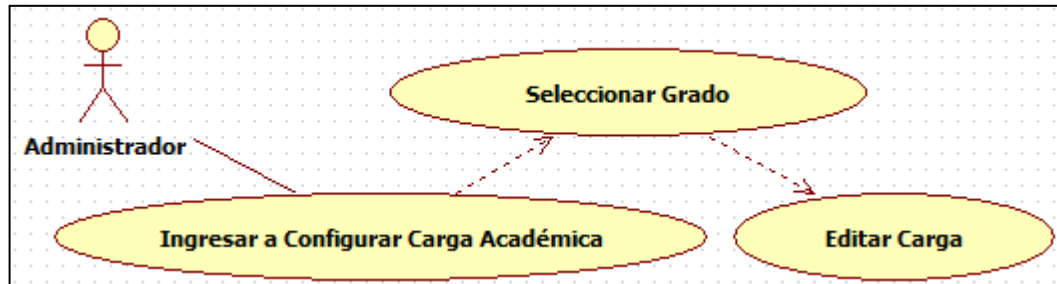 Seleccionar Grado
Administrador
Ingresar a Configurar Carga Académica
Editar Carga